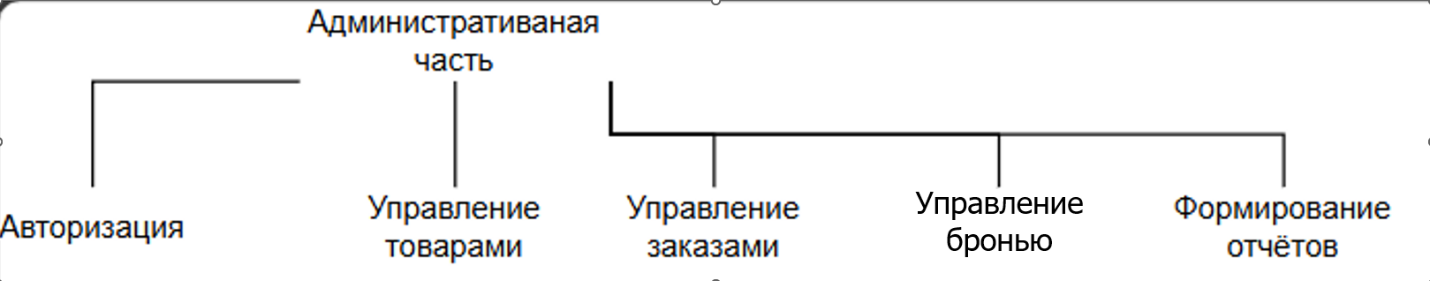 Административаная
часть
Авторизация
Управление
товарами
Управление
заказами
Управление
бронью
Формирование
отчётов